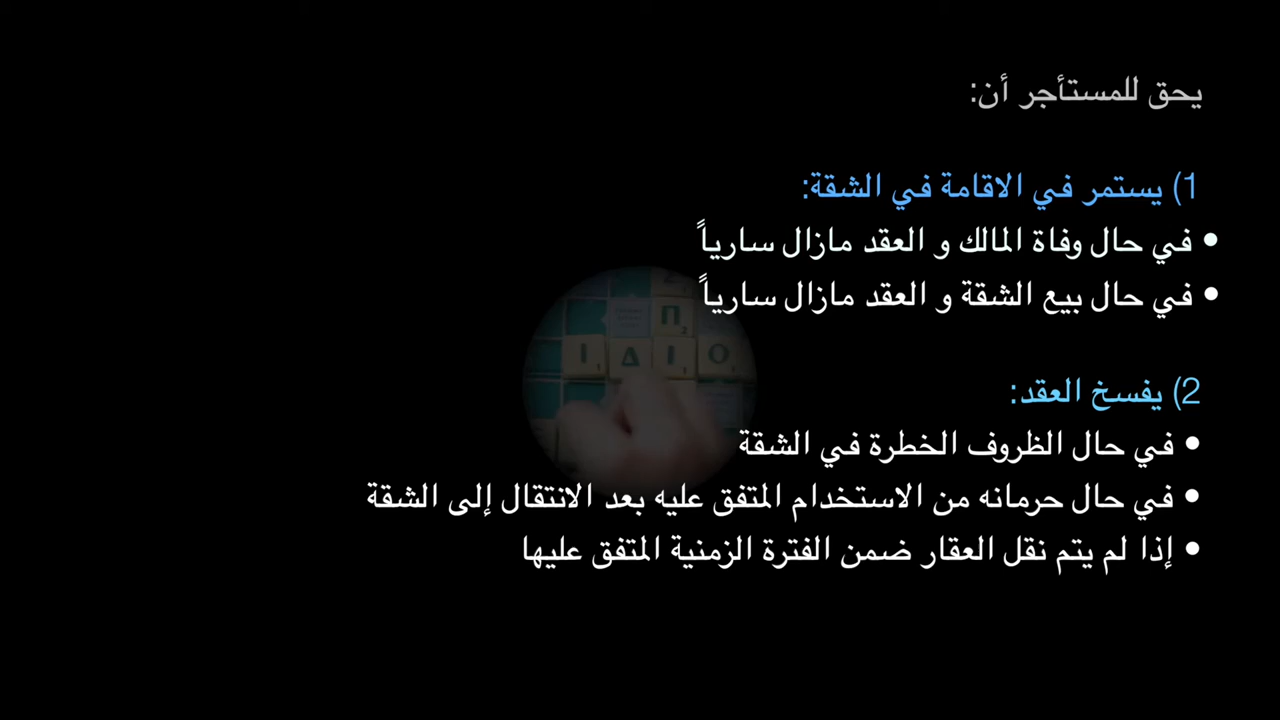 يحق للمستأجر أن:
1) يستمر في الاقامة في الشقة:
• في حال وفاة المالك و العقد مازال سارياً
• في حال بيع الشقة و العقد مازال سارياً
Π
Ι Δ Ι Ο
2) يفسخ العقد:
• في حال الظروف الخطرة في الشقة
• في حال حرمانه من الاستخدام المتفق عليه بعد الانتقال إلى الشقة
• إذا لم يتم نقل العقار ضمن الفترة الزمنية المتفق عليها